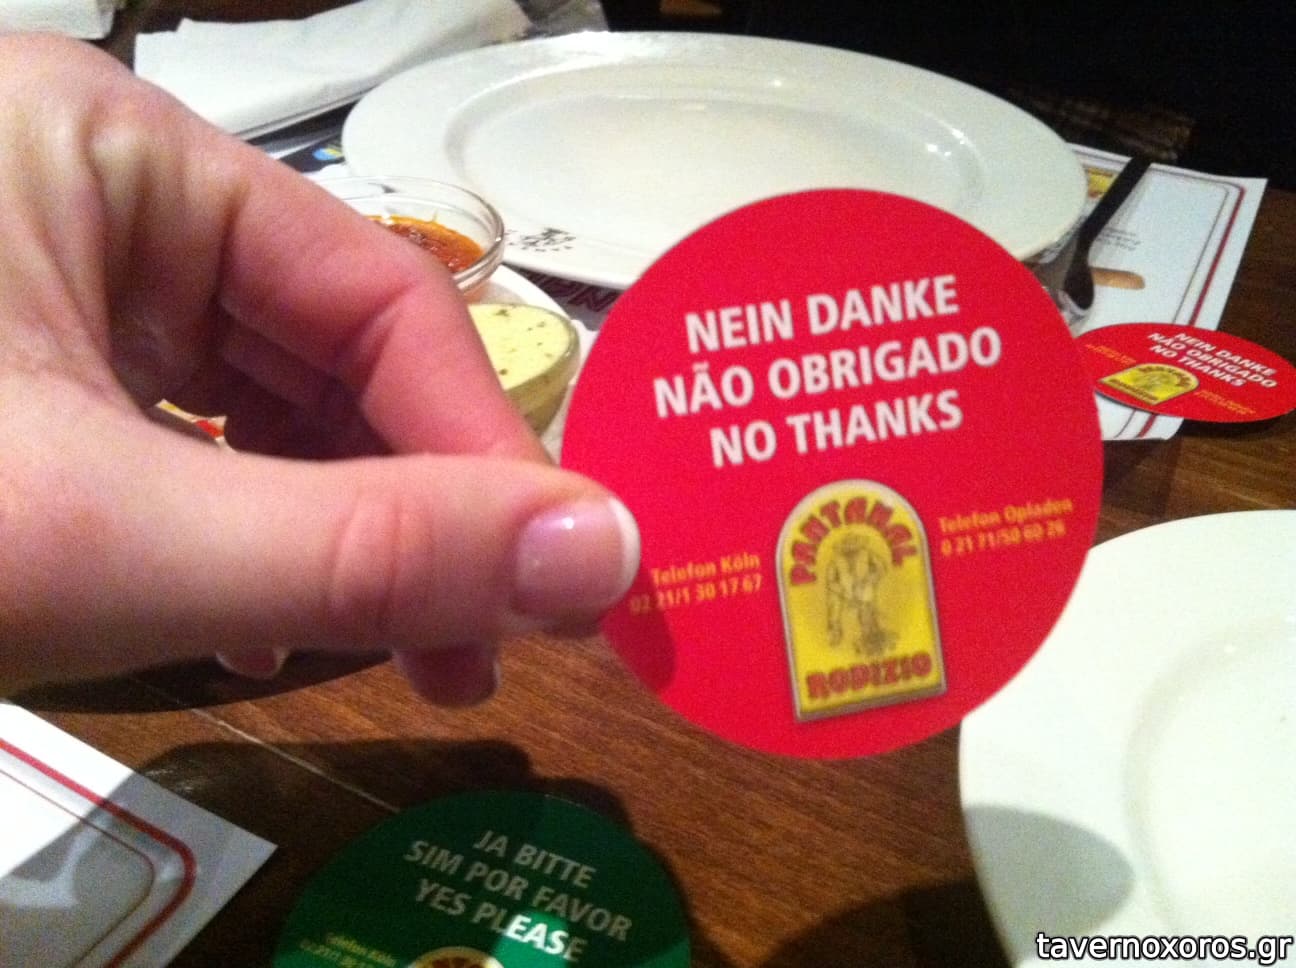 NEIN DANKE
NÃO OBRIGADO
NO THANKS
PANTANAL
RODIZIO
Telefon Köln
02 21/1 30 17 67
Telefon Opladen
0 21 71/50 60 26
NEIN DANKE
NÃO OBRIGADO
NO THANKS
JA BITTE
SIM POR FAVOR
YES PLEASE
Telefon Köln
tavernoxoros.gr